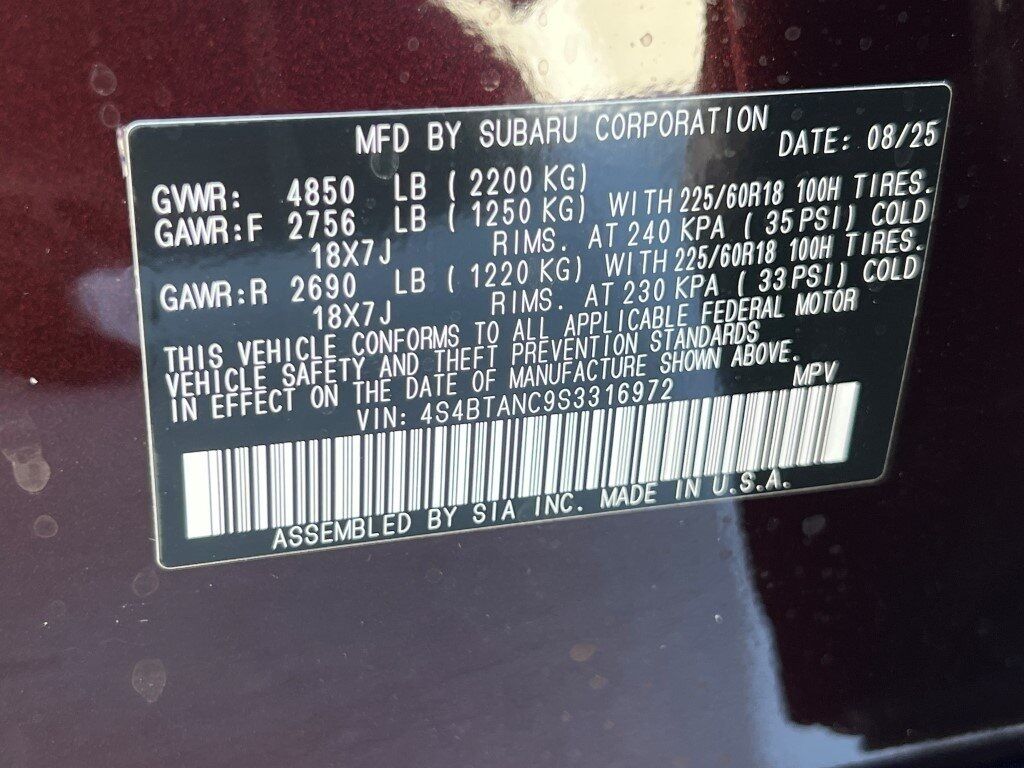 MFD BY SUBARU CORPORATION DATE: 08/25
GVWR: 4850 LB ( 2200 KG)
GAWR:F 2756 LB ( 1250 KG) WITH 225/60R18 100H TIRES.
18X7J RIMS. AT 240 KPA ( 35 PSI) COLD
GAWR:R 2690 LB ( 1220 KG) WITH 225/60R18 100H TIRES.
18X7J RIMS. AT 230 KPA ( 33 PSI) COLD
THIS VEHICLE CONFORMS TO ALL APPLICABLE FEDERAL MOTOR
VEHICLE SAFETY AND THEFT PREVENTION STANDARDS
IN EFFECT ON THE DATE OF MANUFACTURE SHOWN ABOVE.
VIN: 4S4BTANC9S3316972 MPV
ASSEMBLED BY SIA INC. MADE IN U.S.A.